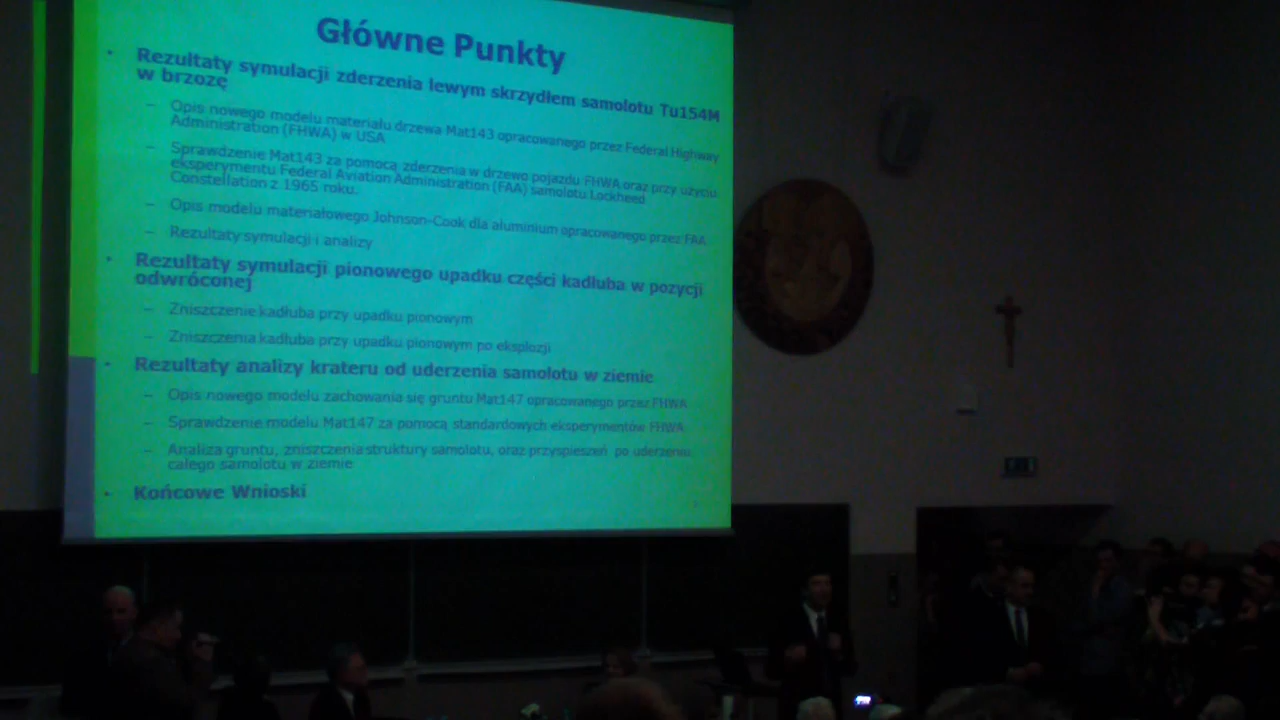 Główne Punkty
• Rezultaty symulacji zderzenia lewym skrzydłem samolotu Tu154M
w brzozę
– Opis nowego modelu materiału drzewa Mat143 opracowanego przez Federal Highway
Administration (FHWA) w USA
– Sprawdzenie Mat143 za pomocą zderzenia w drzewo pojazdu FHWA oraz przy użyciu
eksperymentu Federal Aviation Administration (FAA) samolotu Lockheed
Constellation z 1965 roku.
– Opis modelu materiałowego Johnson-Cook dla aluminium opracowanego przez FAA
– Rezultaty symulacji i analizy
• Rezultaty symulacji pionowego upadku części kadłuba w pozycji
odwróconej
– Zniszczenie kadłuba przy upadku pionowym
– Zniszczenia kadłuba przy upadku pionowym po eksplozji
• Rezultaty analizy krateru od uderzenia samolotu w ziemie
– Opis nowego modelu zachowania się gruntu Mat147 opracowanego przez FHWA
– Sprawdzenie modelu Mat147 za pomocą standardowych eksperymentów FHWA
– Analiza gruntu, zniszczenia struktury samolotu, oraz przyspieszeń po uderzeniu
całego samolotu w ziemie
• Końcowe Wnioski